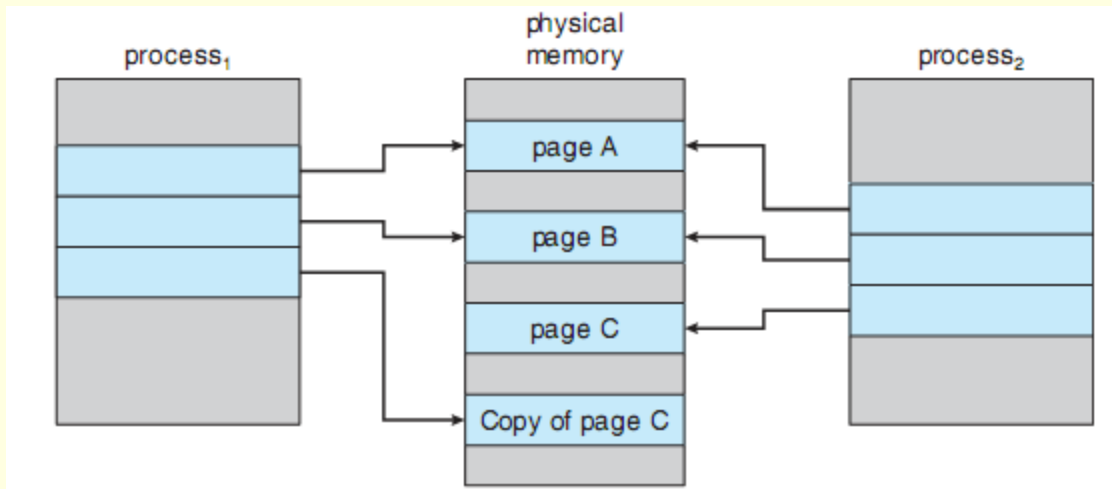 physical
memory
process₁
process₂
page A
page B
page C
Copy of page C